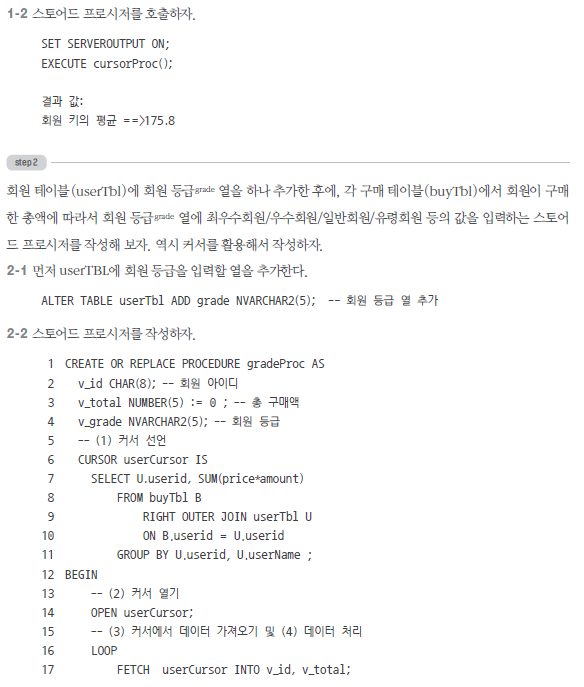 1-2 스토어드 프로시저를 호출하자.
SET SERVEROUTPUT ON;
EXECUTE cursorProc();
결과 값:
회원 키의 평균 ==>175.8
step 2
회원 테이블(userTbl)에 회원 등급grade 열을 하나 추가한 후에, 각 구매 테이블(buyTbl)에서 회원이 구매
한 총액에 따라서 회원 등급grade 열에 최우수회원/우수회원/일반회원/유령회원 등의 값을 입력하는 스토어
드 프로시저를 작성해 보자. 역시 커서를 활용해서 작성하자.
2-1 먼저 userTBL에 회원 등급을 입력할 열을 추가한다.
ALTER TABLE userTbl ADD grade NVARCHAR2(5); -- 회원 등급 열 추가
2-2 스토어드 프로시저를 작성하자.
1 CREATE OR REPLACE PROCEDURE gradeProc AS
2 v_id CHAR(8); -- 회원 아이디
3 v_total NUMBER(5) := 0 ; -- 총 구매액
4 v_grade NVARCHAR2(5); -- 회원 등급
5 -- (1) 커서 선언
6 CURSOR userCursor IS
7 SELECT U.userid, SUM(price*amount)
8 FROM buyTbl B
9 RIGHT OUTER JOIN userTbl U
10 ON B.userid = U.userid
11 GROUP BY U.userid, U.userName ;
12 BEGIN
13 -- (2) 커서 열기
14 OPEN userCursor;
15 -- (3) 커서에서 데이터 가져오기 및 (4) 데이터 처리
16 LOOP
17 FETCH userCursor INTO v_id, v_total;